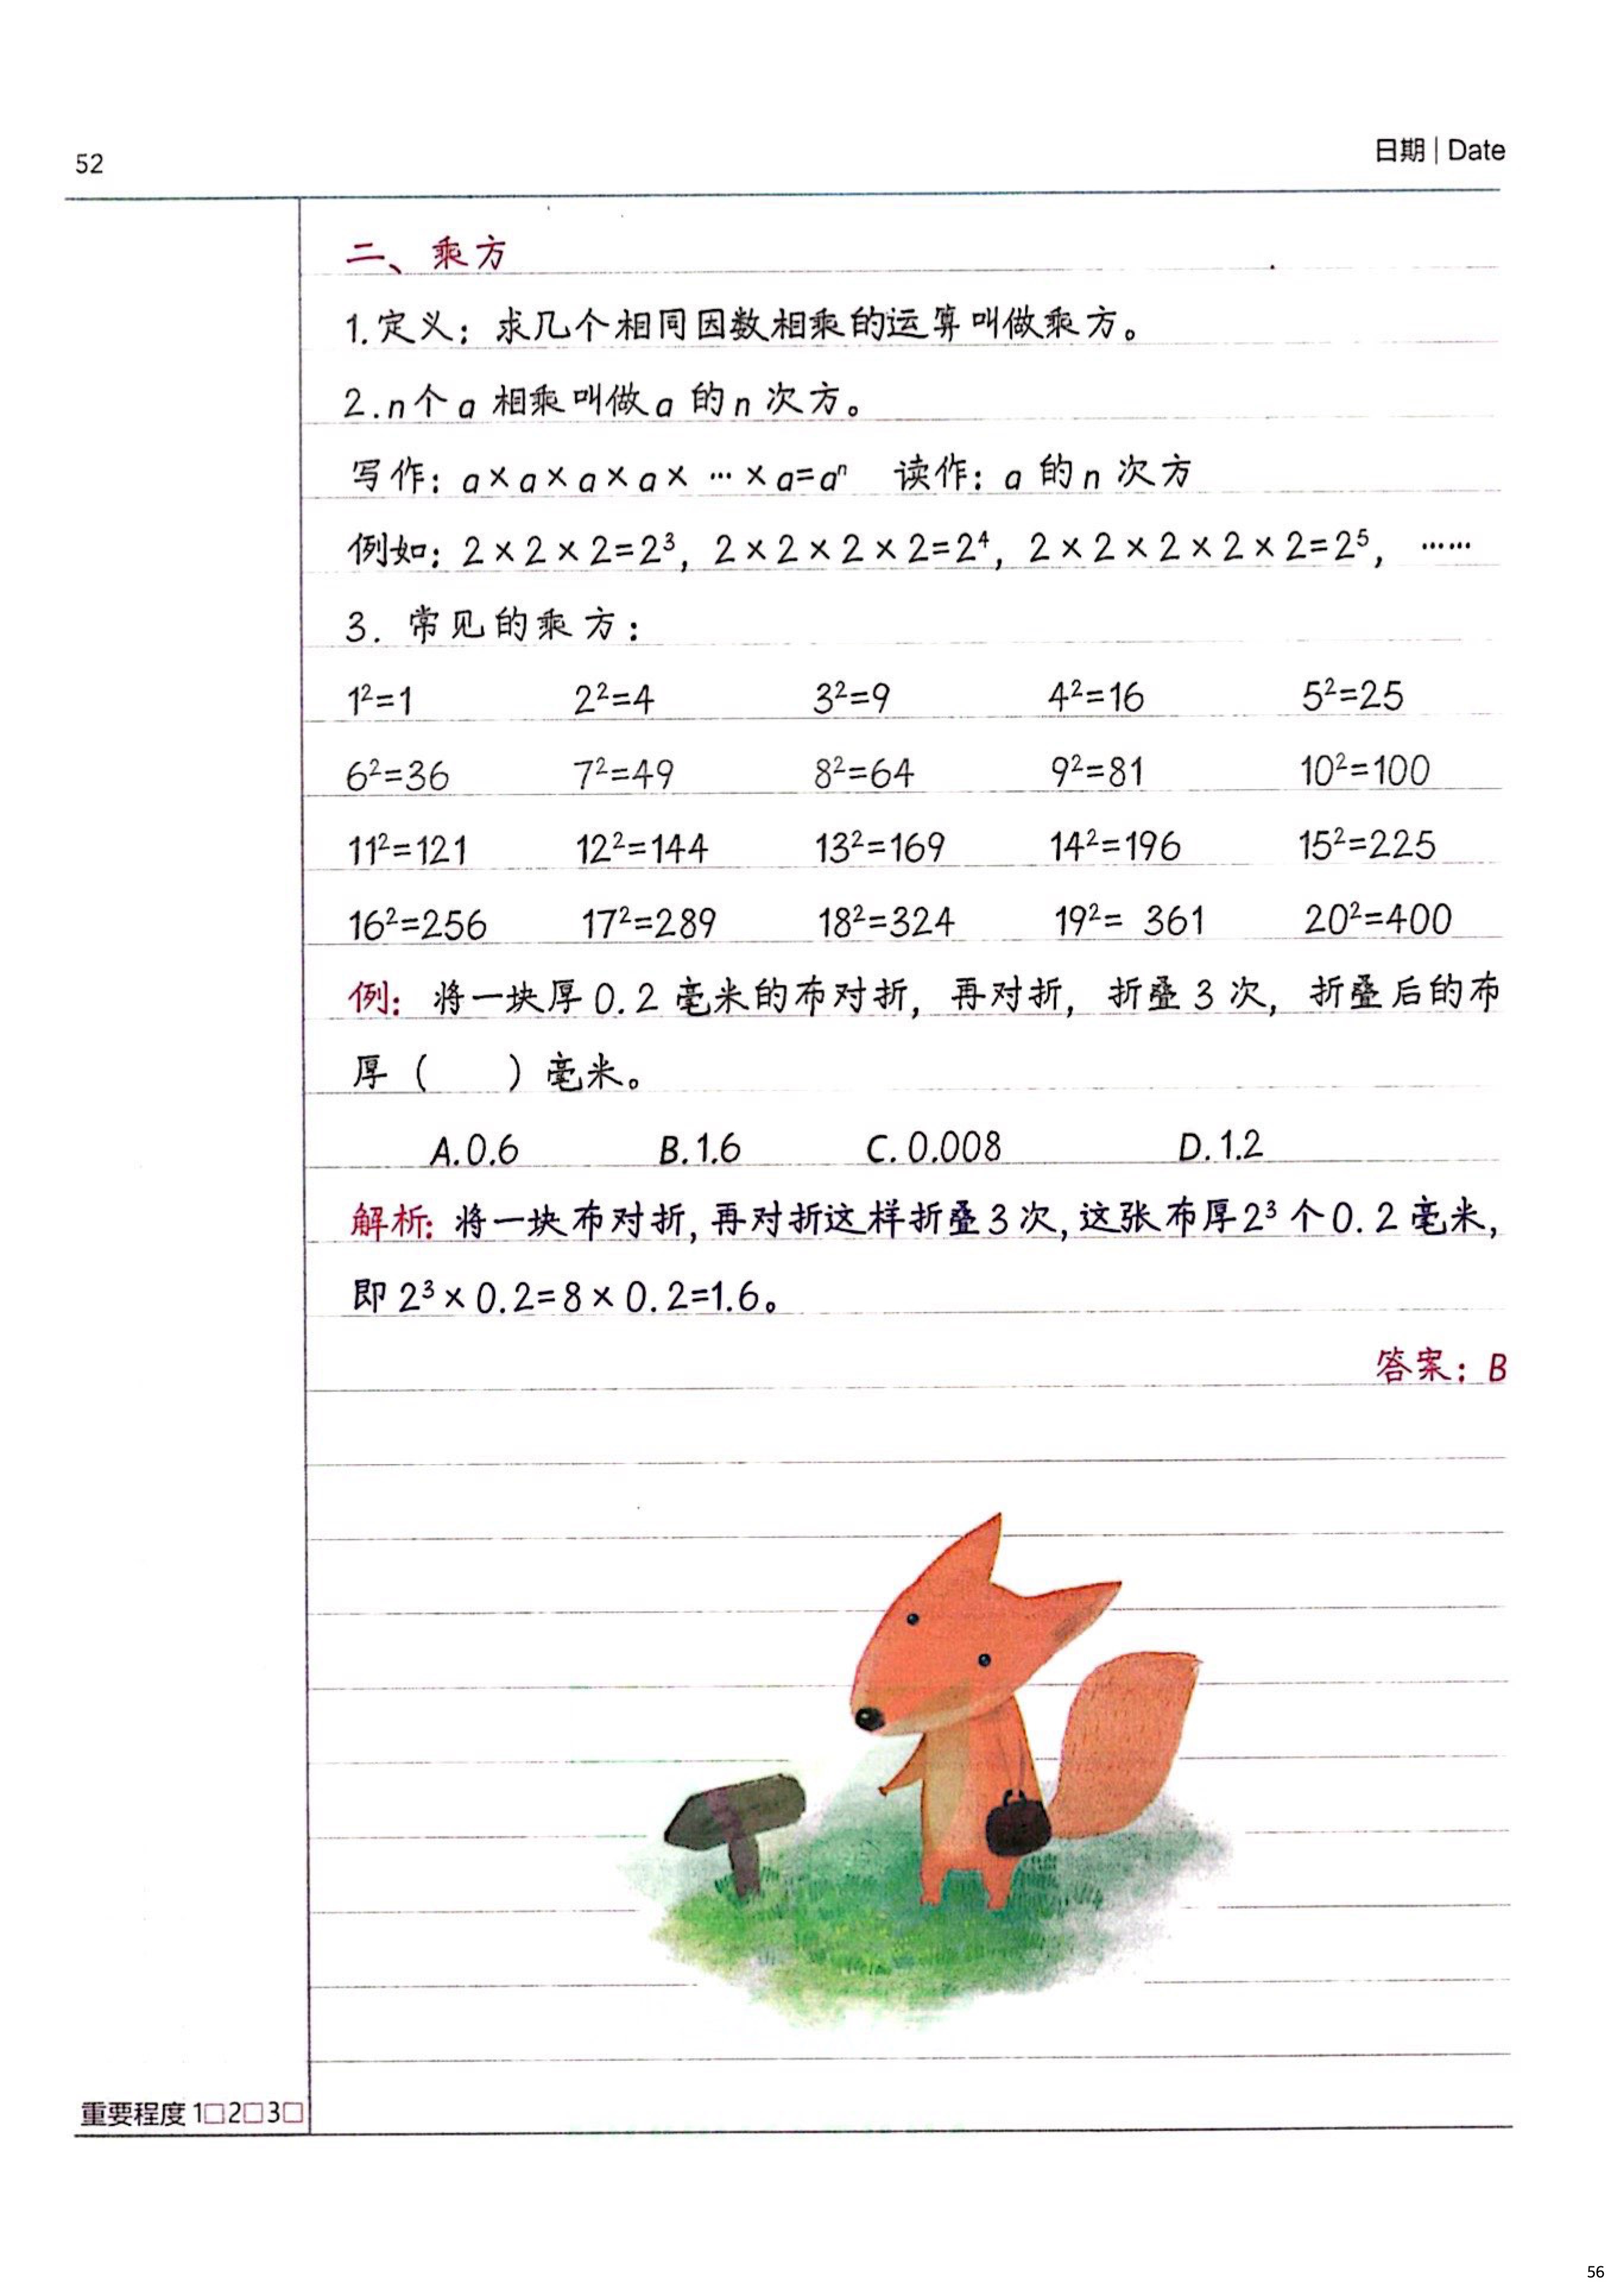 52
日期 | Date
二、乘方
1.定义：求几个相同因数相乘的运算叫做乘方。
2.n个a 相乘叫做a 的n 次方。
写作：a×a×a×a× … ×a=aⁿ 读作：a 的n 次方
例如：2×2×2=2³，2×2×2×2=2⁴，2×2×2×2×2=2⁵，……
3. 常见的乘方：
1²=1 2²=4 3²=9 4²=16 5²=25
6²=36 7²=49 8²=64 9²=81 10²=100
11²=121 12²=144 13²=169 14²=196 15²=225
16²=256 17²=289 18²=324 19²= 361 20²=400
例：将一块厚0.2毫米的布对折，再对折，折叠3次，折叠后的布
厚（ ）毫米。
A.0.6 B.1.6 C.0.008 D.1.2
解析：将一块布对折，再对折这样折叠3次，这张布厚2³个0.2毫米，
即2³×0.2=8×0.2=1.6。
答案：B
重要程度 1□2□3□
56